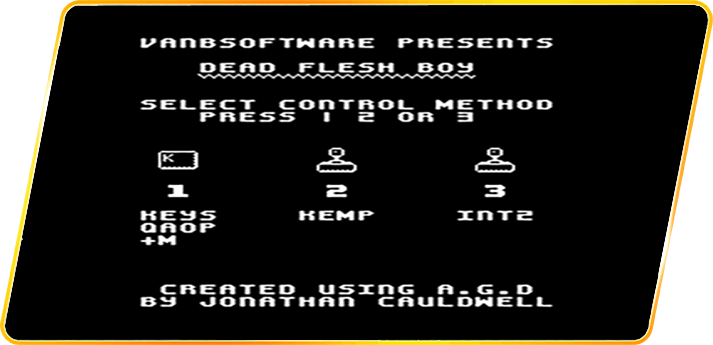 VANBSOFTWARE PRESENTS
DEAD FLESH BOY
SELECT CONTROL METHOD
PRESS 1 2 OR 3
K
1 2 3
KEYS KEMP INT2
QAOP
+M
CREATED USING A.G.D
BY JONATHAN CAULDWELL